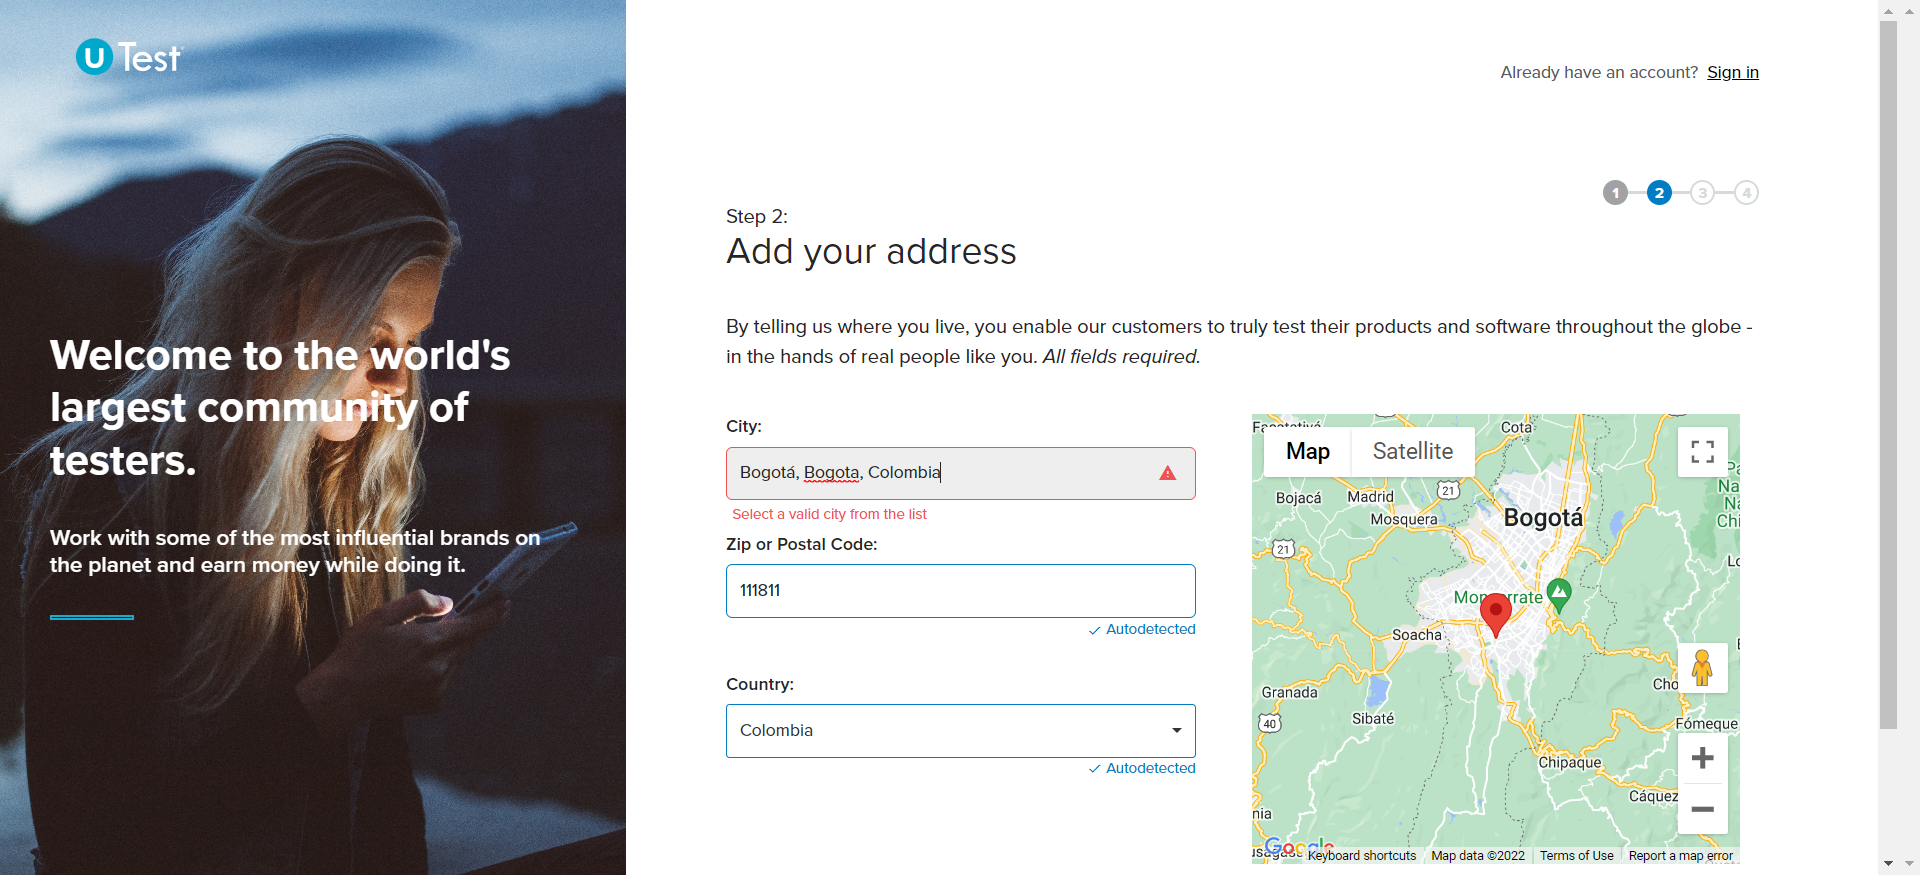 U Test
Welcome to the world's
largest community of
testers.
Work with some of the most influential brands on
the planet and earn money while doing it.
Already have an account? Sign in
1 2 3 4
Step 2:
Add your address
By telling us where you live, you enable our customers to truly test their products and software throughout the globe -
in the hands of real people like you. All fields required.
City:
Bogotá, Bogota, Colombia
Select a valid city from the list
Zip or Postal Code:
111811
Autodetected
Country:
Colombia
Autodetected
Map Satellite
Cota
Bojacá
Madrid
21
Mosquera
Bogotá
21
Soacha
Granada
40
Sibaté
Cho
Fómeque
Chipaque
Cáquez
nia
Google
Keyboard shortcuts Map data ©2022 Terms of Use Report a map error